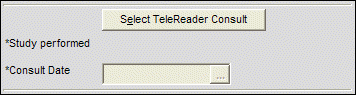 Select TeleReader Consult
*Study performed
*Consult Date
...